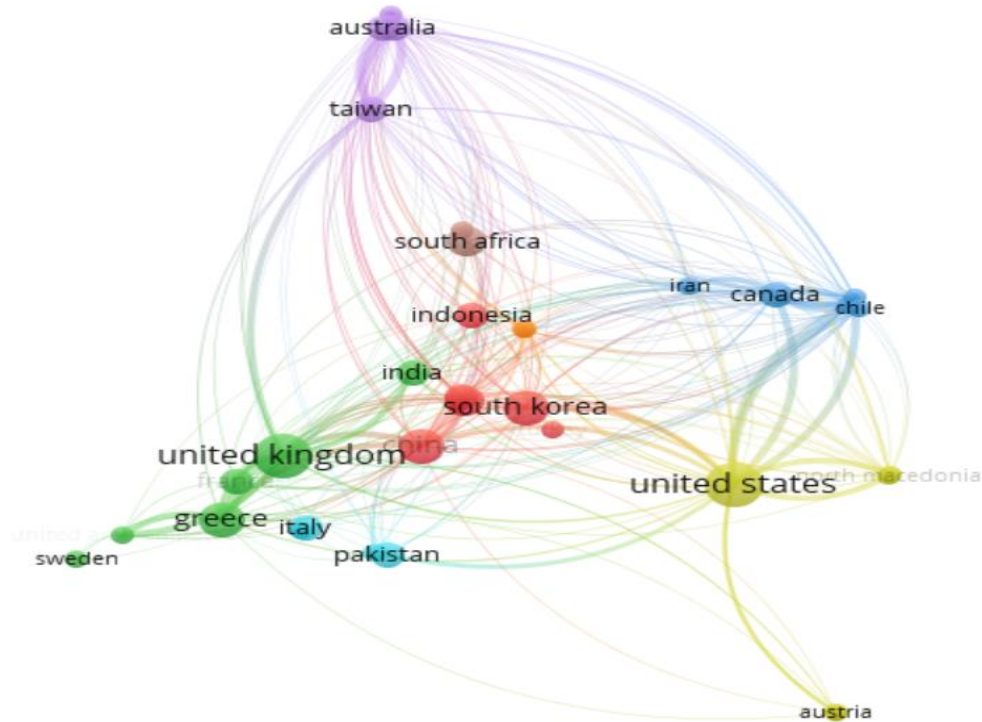 australia
taiwan
south africa
iran
canada
chile
indonesia
india
south korea
china
united kingdom
france
north macedonia
united states
greece
italy
united
pakistan
sweden
austria